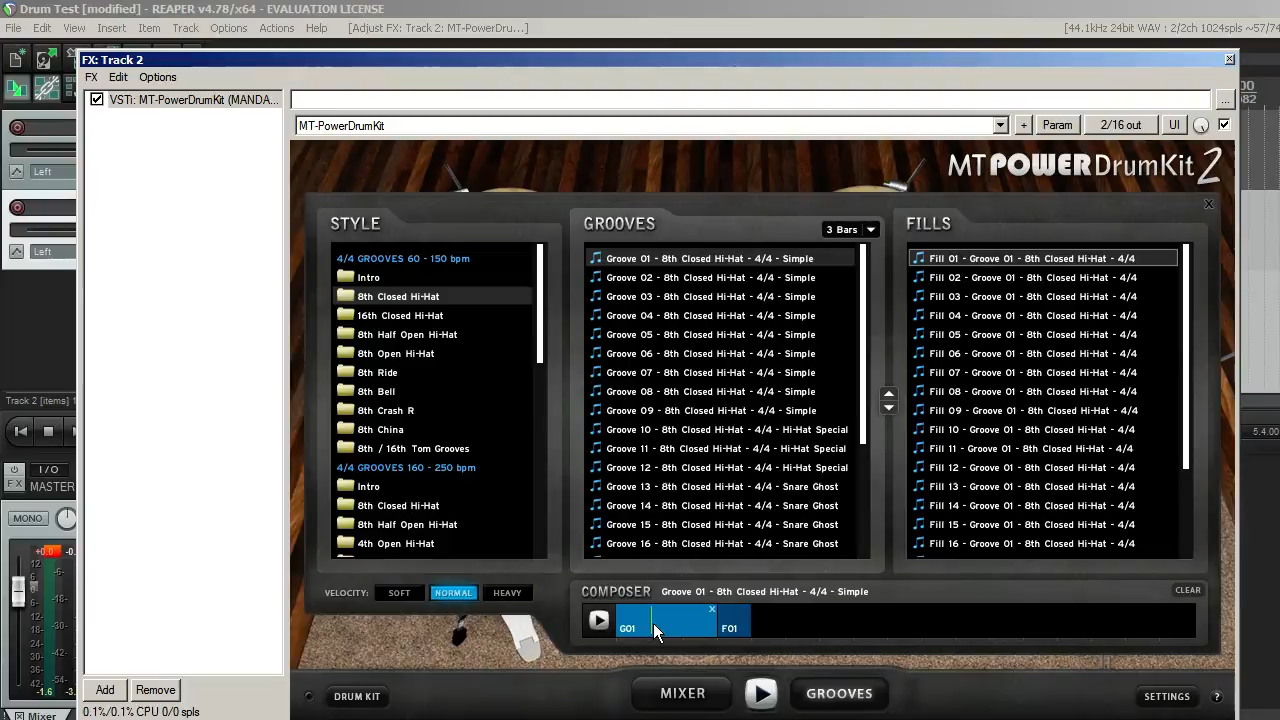 Drum Test [modified] - REAPER v4.78/x64 - EVALUATION LICENSE
File Edit View Insert Item Track Options Actions Help [Adjust FX: Track 2: MT-PowerDru...] [44.1kHz 24bit WAV : 2/2ch 1024spls ~57/74
FX: Track 2
FX Edit Options
VSTi: MT-PowerDrumKit (MANDA...
...
MT-PowerDrumKit + Param 2/16 out UI
MT POWER DrumKit 2
Left
Left
Track 2 [items] 1
5.4.00
I/O
FX MASTER
MONO
STYLE
4/4 GROOVES 60 - 150 bpm
Intro
8th Closed Hi-Hat
16th Closed Hi-Hat
8th Half Open Hi-Hat
8th Open Hi-Hat
8th Ride
8th Bell
8th Crash R
8th China
8th / 16th Tom Grooves
4/4 GROOVES 160 - 250 bpm
Intro
8th Closed Hi-Hat
8th Half Open Hi-Hat
4th Open Hi-Hat
GROOVES
3 Bars
Groove 01 - 8th Closed Hi-Hat - 4/4 - Simple
Groove 02 - 8th Closed Hi-Hat - 4/4 - Simple
Groove 03 - 8th Closed Hi-Hat - 4/4 - Simple
Groove 04 - 8th Closed Hi-Hat - 4/4 - Simple
Groove 05 - 8th Closed Hi-Hat - 4/4 - Simple
Groove 06 - 8th Closed Hi-Hat - 4/4 - Simple
Groove 07 - 8th Closed Hi-Hat - 4/4 - Simple
Groove 08 - 8th Closed Hi-Hat - 4/4 - Simple
Groove 09 - 8th Closed Hi-Hat - 4/4 - Simple
Groove 10 - 8th Closed Hi-Hat - 4/4 - Hi-Hat Special
Groove 11 - 8th Closed Hi-Hat - 4/4 - Hi-Hat Special
Groove 12 - 8th Closed Hi-Hat - 4/4 - Hi-Hat Special
Groove 13 - 8th Closed Hi-Hat - 4/4 - Snare Ghost
Groove 14 - 8th Closed Hi-Hat - 4/4 - Snare Ghost
Groove 15 - 8th Closed Hi-Hat - 4/4 - Snare Ghost
Groove 16 - 8th Closed Hi-Hat - 4/4 - Snare Ghost
FILLS
Fill 01 - Groove 01 - 8th Closed Hi-Hat - 4/4
Fill 02 - Groove 01 - 8th Closed Hi-Hat - 4/4
Fill 03 - Groove 01 - 8th Closed Hi-Hat - 4/4
Fill 04 - Groove 01 - 8th Closed Hi-Hat - 4/4
Fill 05 - Groove 01 - 8th Closed Hi-Hat - 4/4
Fill 06 - Groove 01 - 8th Closed Hi-Hat - 4/4
Fill 07 - Groove 01 - 8th Closed Hi-Hat - 4/4
Fill 08 - Groove 01 - 8th Closed Hi-Hat - 4/4
Fill 09 - Groove 01 - 8th Closed Hi-Hat - 4/4
Fill 10 - Groove 01 - 8th Closed Hi-Hat - 4/4
Fill 11 - Groove 01 - 8th Closed Hi-Hat - 4/4
Fill 12 - Groove 01 - 8th Closed Hi-Hat - 4/4
Fill 13 - Groove 01 - 8th Closed Hi-Hat - 4/4
Fill 14 - Groove 01 - 8th Closed Hi-Hat - 4/4
Fill 15 - Groove 01 - 8th Closed Hi-Hat - 4/4
Fill 16 - Groove 01 - 8th Closed Hi-Hat - 4/4
VELOCITY: SOFT NORMAL HEAVY
COMPOSER Groove 01 - 8th Closed Hi-Hat - 4/4 - Simple CLEAR
G01 X F01
DRUM KIT MIXER GROOVES SETTINGS ?
Add Remove
0.1%/0.1% CPU 0/0 spls
Mixer